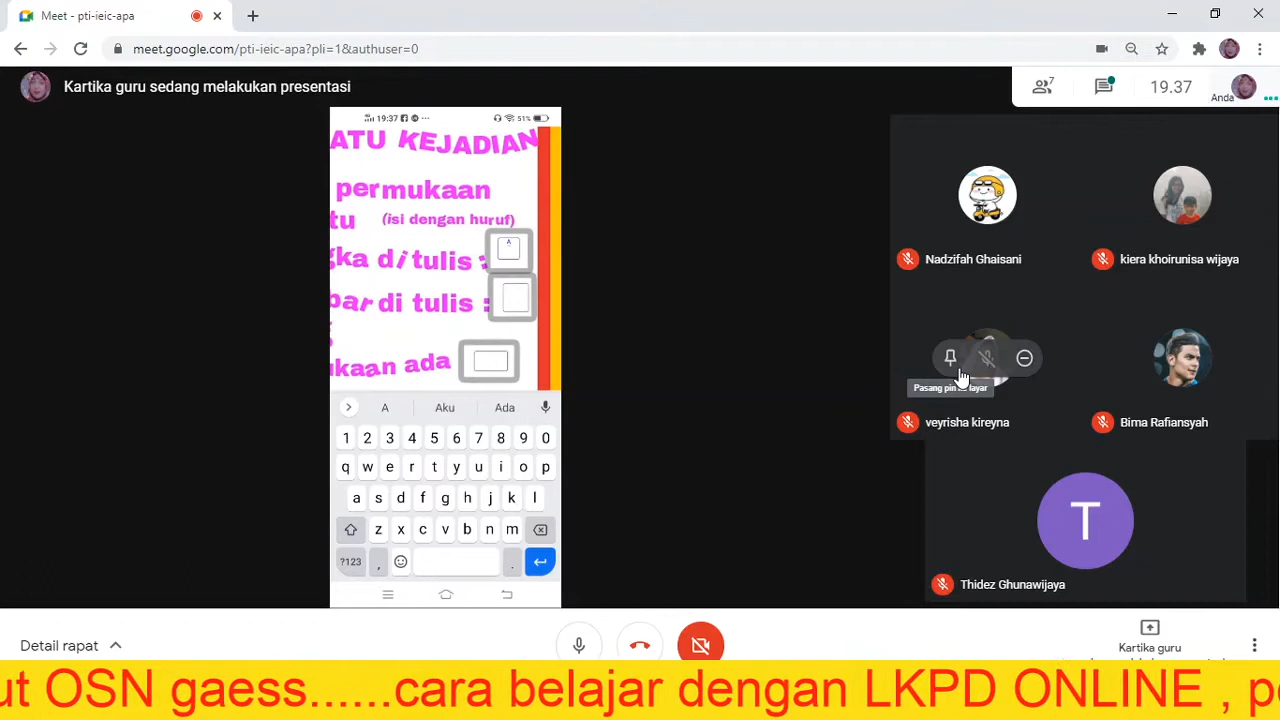 Meet - pti-ieic-apa
meet.google.com/pti-ieic-apa?pli=1&authuser=0
Kartika guru sedang melakukan presentasi
7
19.37
Anda
19:37
51%
ATU KEJADIAN
permukaan
tu (isi dengan huruf)
A
gka di tulis :
bar di tulis :
ukaan ada
A Aku Ada
1 2 3 4 5 6 7 8 9 0
q w e r t y u i o p
a s d f g h j k l
z x c v b n m
?123 , .
Nadzifah Ghaisani
kiera khoirunisa wijaya
Pasang pin
layar
veyrisha kireyna
Bima Rafiansyah
T
Thidez Ghunawijaya
Detail rapat
Kartika guru
ut OSN gaess......cara belajar dengan LKPD ONLINE , pe